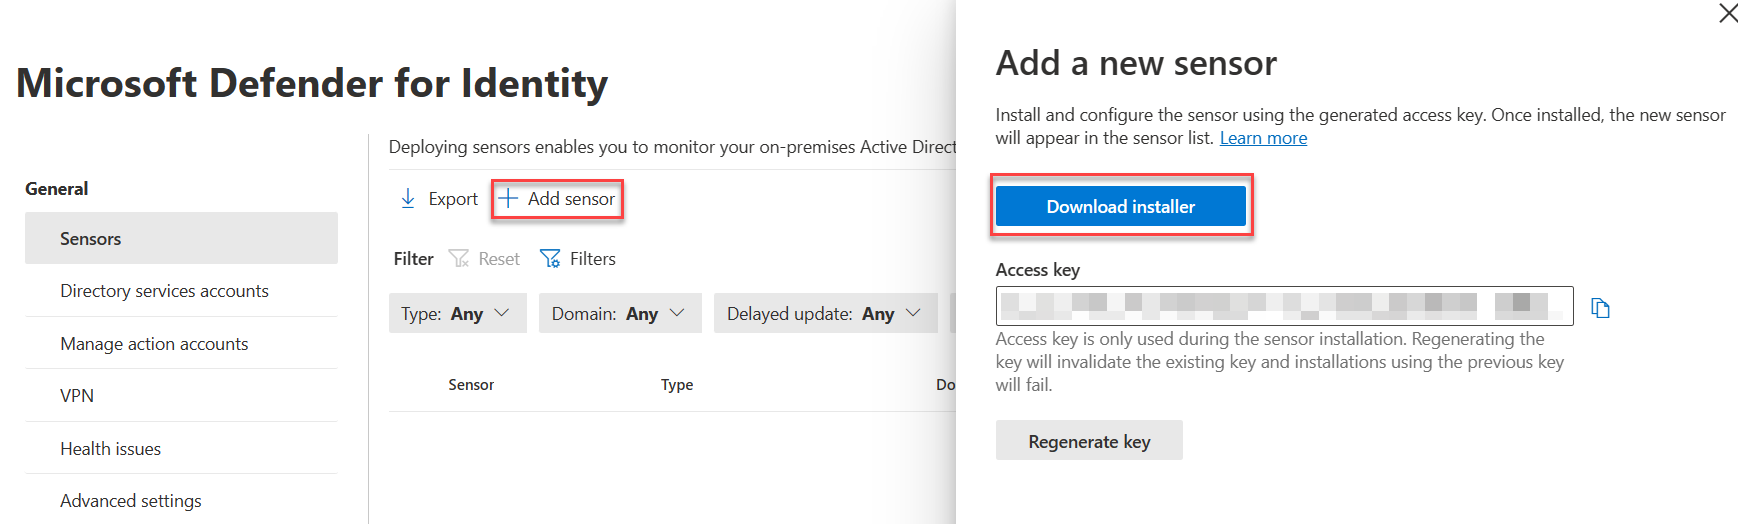 Microsoft Defender for Identity
General
Sensors
Directory services accounts
Manage action accounts
VPN
Health issues
Advanced settings
Deploying sensors enables you to monitor your on-premises Active Direct
Export
Add sensor
Filter
Reset
Filters
Type: Any
Domain: Any
Delayed update: Any
Sensor
Type
Do
Add a new sensor
Install and configure the sensor using the generated access key. Once installed, the new sensor
will appear in the sensor list. Learn more
Download installer
Access key
Access key is only used during the sensor installation. Regenerating the
key will invalidate the existing key and installations using the previous key
will fail.
Regenerate key